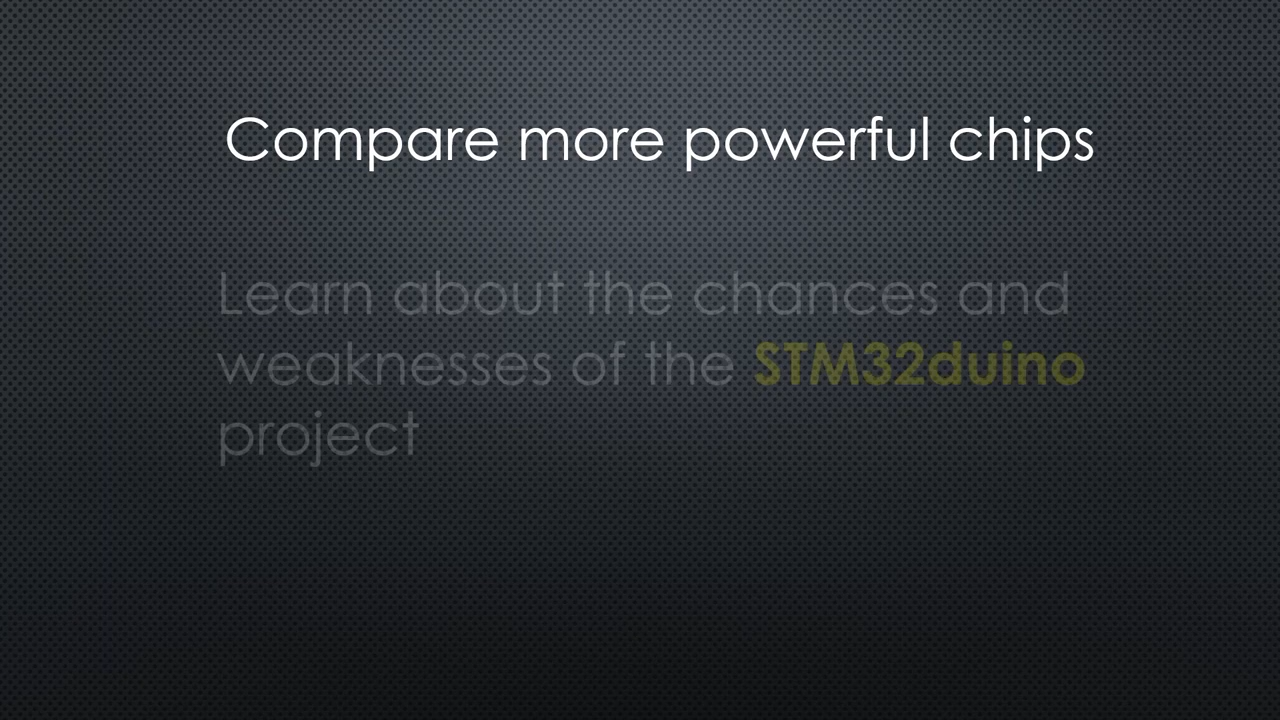 Compare more powerful chips
Learn about the chances and
weaknesses of the STM32duino
project